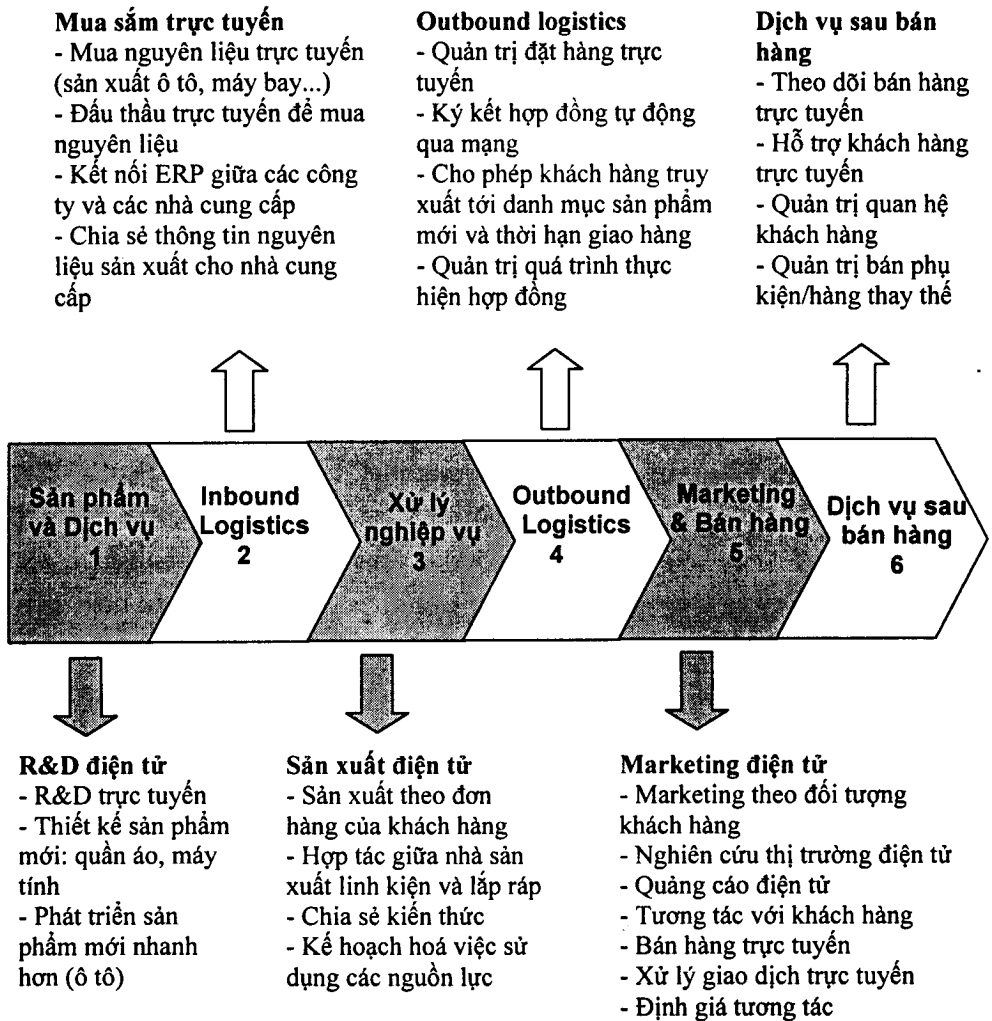 Mua sắm trực tuyến
- Mua nguyên liệu trực tuyến
(sản xuất ô tô, máy bay...)
- Đấu thầu trực tuyến để mua
nguyên liệu
- Kết nối ERP giữa các công
ty và các nhà cung cấp
- Chia sẻ thông tin nguyên
liệu sản xuất cho nhà cung
cấp
Outbound logistics
- Quản trị đặt hàng trực
tuyến
- Ký kết hợp đồng tự động
qua mạng
- Cho phép khách hàng truy
xuất tới danh mục sản phẩm
mới và thời hạn giao hàng
- Quản trị quá trình thực
hiện hợp đồng
Dịch vụ sau bán
hàng
- Theo dõi bán hàng
trực tuyến
- Hỗ trợ khách hàng
trực tuyến
- Quản trị quan hệ
khách hàng
- Quản trị bán phụ
kiện/hàng thay thế
Sản phẩm
và Dịch vụ
1
Inbound
Logistics
2
Xử lý
nghiệp vụ
3
Outbound
Logistics
4
Marketing
& Bán hàng
5
Dịch vụ sau
bán hàng
6
R&D điện tử
- R&D trực tuyến
- Thiết kế sản phẩm
mới: quần áo, máy
tính
- Phát triển sản
phẩm mới nhanh
hơn (ô tô)
Sản xuất điện tử
- Sản xuất theo đơn
hàng của khách hàng
- Hợp tác giữa nhà sản
xuất linh kiện và lắp ráp
- Chia sẻ kiến thức
- Kế hoạch hoá việc sử
dụng các nguồn lực
Marketing điện tử
- Marketing theo đối tượng
khách hàng
- Nghiên cứu thị trường điện tử
- Quảng cáo điện tử
- Tương tác với khách hàng
- Bán hàng trực tuyến
- Xử lý giao dịch trực tuyến
- Định giá tương tác